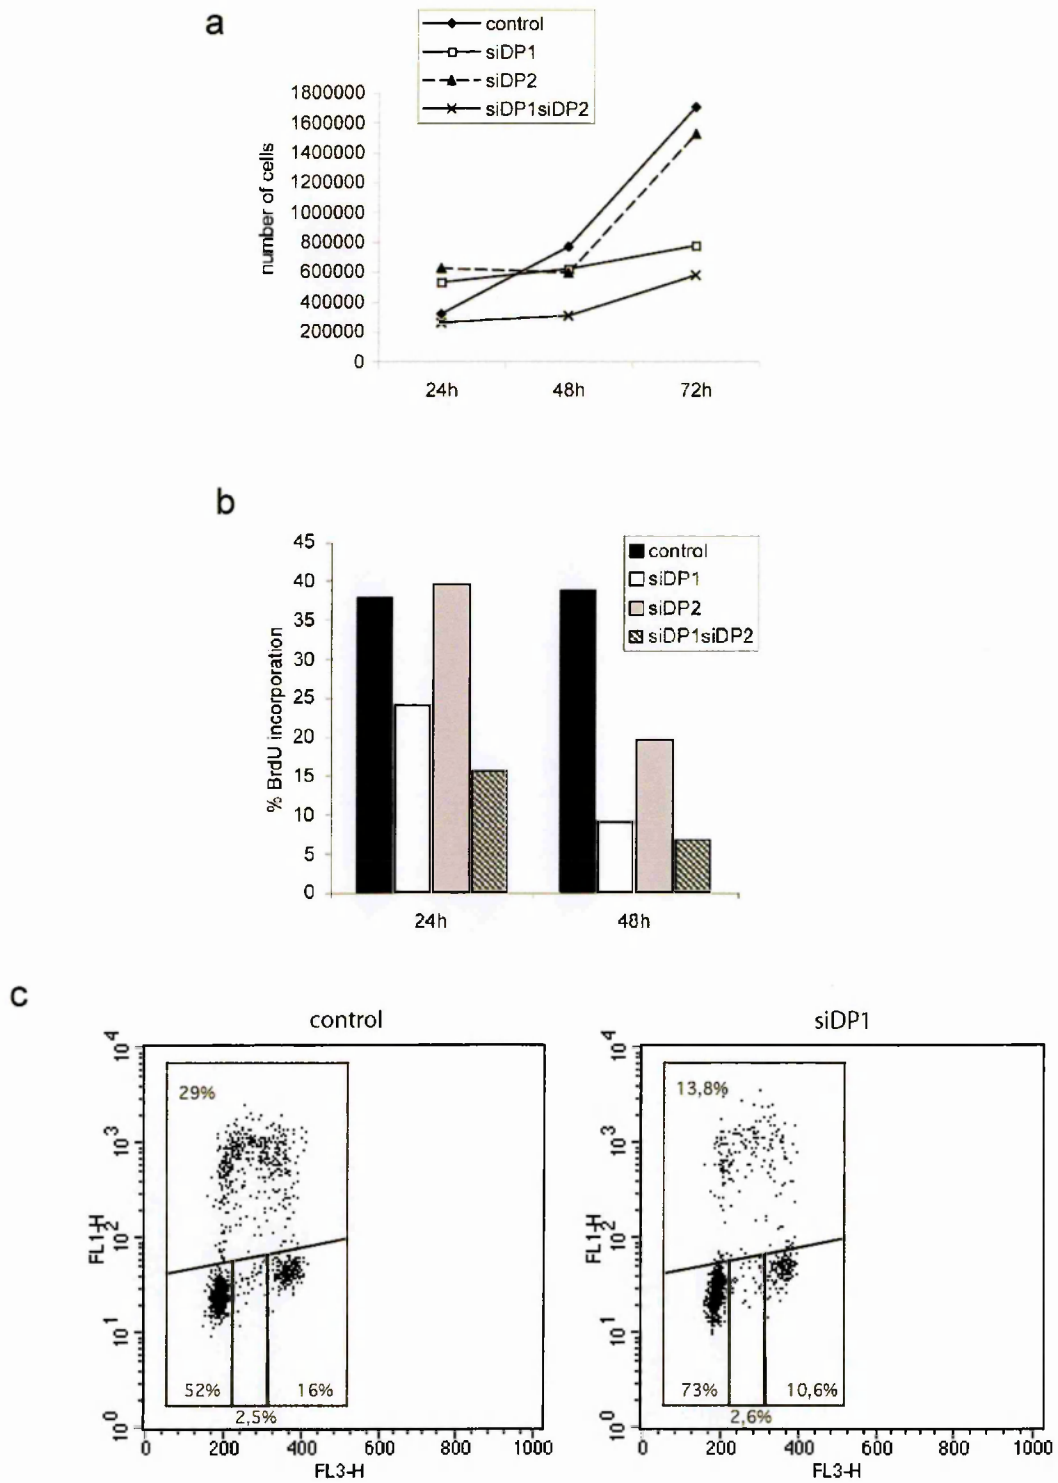 a
control
siDP1
siDP2
siDP1siDP2
1800000
1600000
1400000
1200000
1000000
800000
600000
400000
200000
0
number of cells
24h 48h 72h
b
45
40
35
30
25
20
15
10
5
0
% BrdU incorporation
control
siDP1
siDP2
siDP1siDP2
24h 48h
c
control
10^4
10^3
10^2
10^1
10^0
FL1-H
29%
52%
16%
2,5%
0 200 400 600 800 1000
FL3-H
siDP1
10^4
10^3
10^2
10^1
10^0
FL1-H
13,8%
73%
10,6%
2,6%
0 200 400 600 800 1000
FL3-H